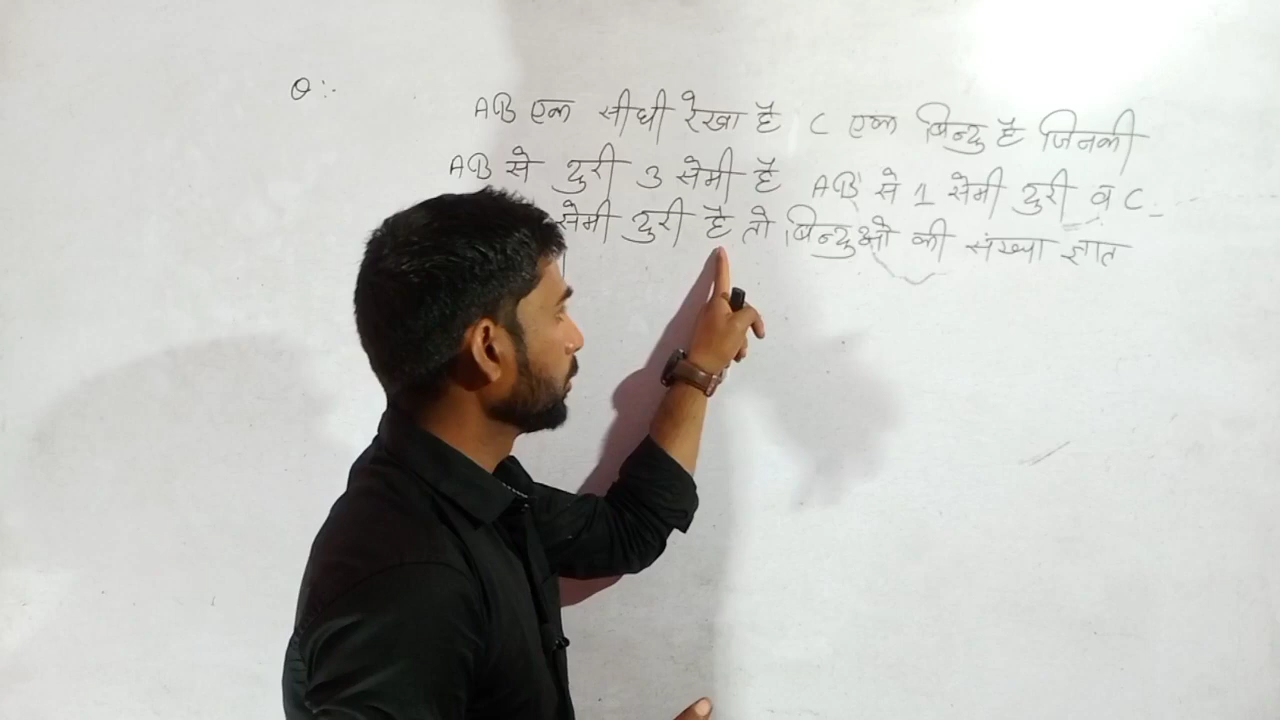 Q:-
AB एक सीधी रेखा है C एक बिन्दु है जिनकी
AB से दुरी 3 सेमी है AB से 1 सेमी दुरी व C
सेमी दुरी है तो बिन्दुओ की संख्या ज्ञात